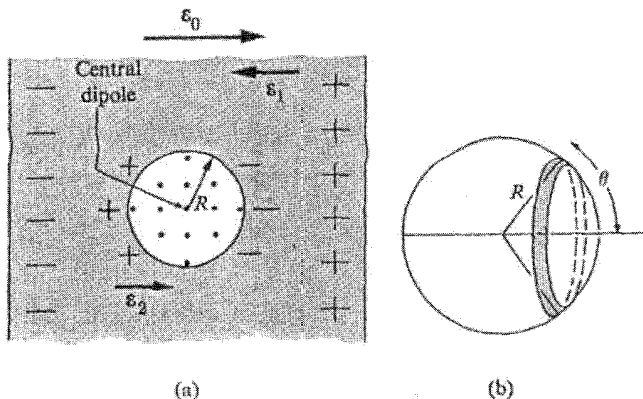 ε₀
Central
dipole
ε₁
R
ε₂
(a)
R
θ
(b)